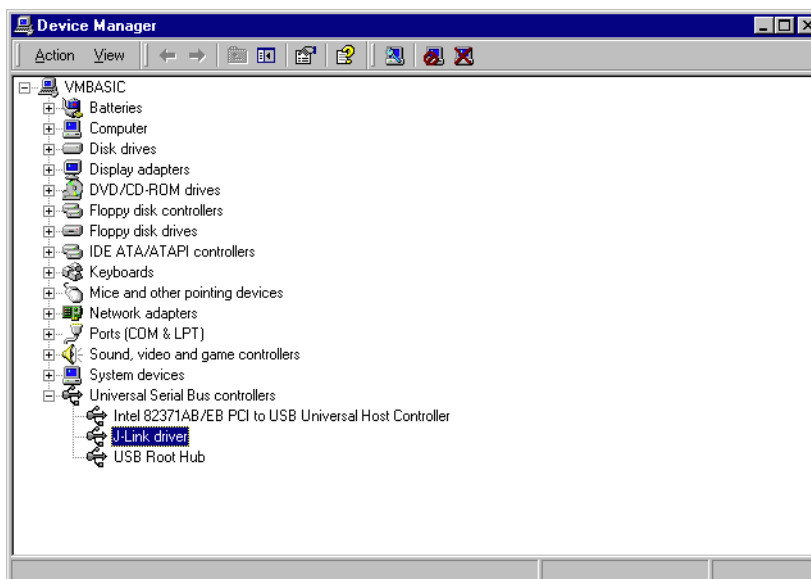 Device Manager
Action View
VMBASIC
Batteries
Computer
Disk drives
Display adapters
DVD/CD-ROM drives
Floppy disk controllers
Floppy disk drives
IDE ATA/ATAPI controllers
Keyboards
Mice and other pointing devices
Network adapters
Ports (COM & LPT)
Sound, video and game controllers
System devices
Universal Serial Bus controllers
Intel 82371AB/EB PCI to USB Universal Host Controller
J-Link driver
USB Root Hub